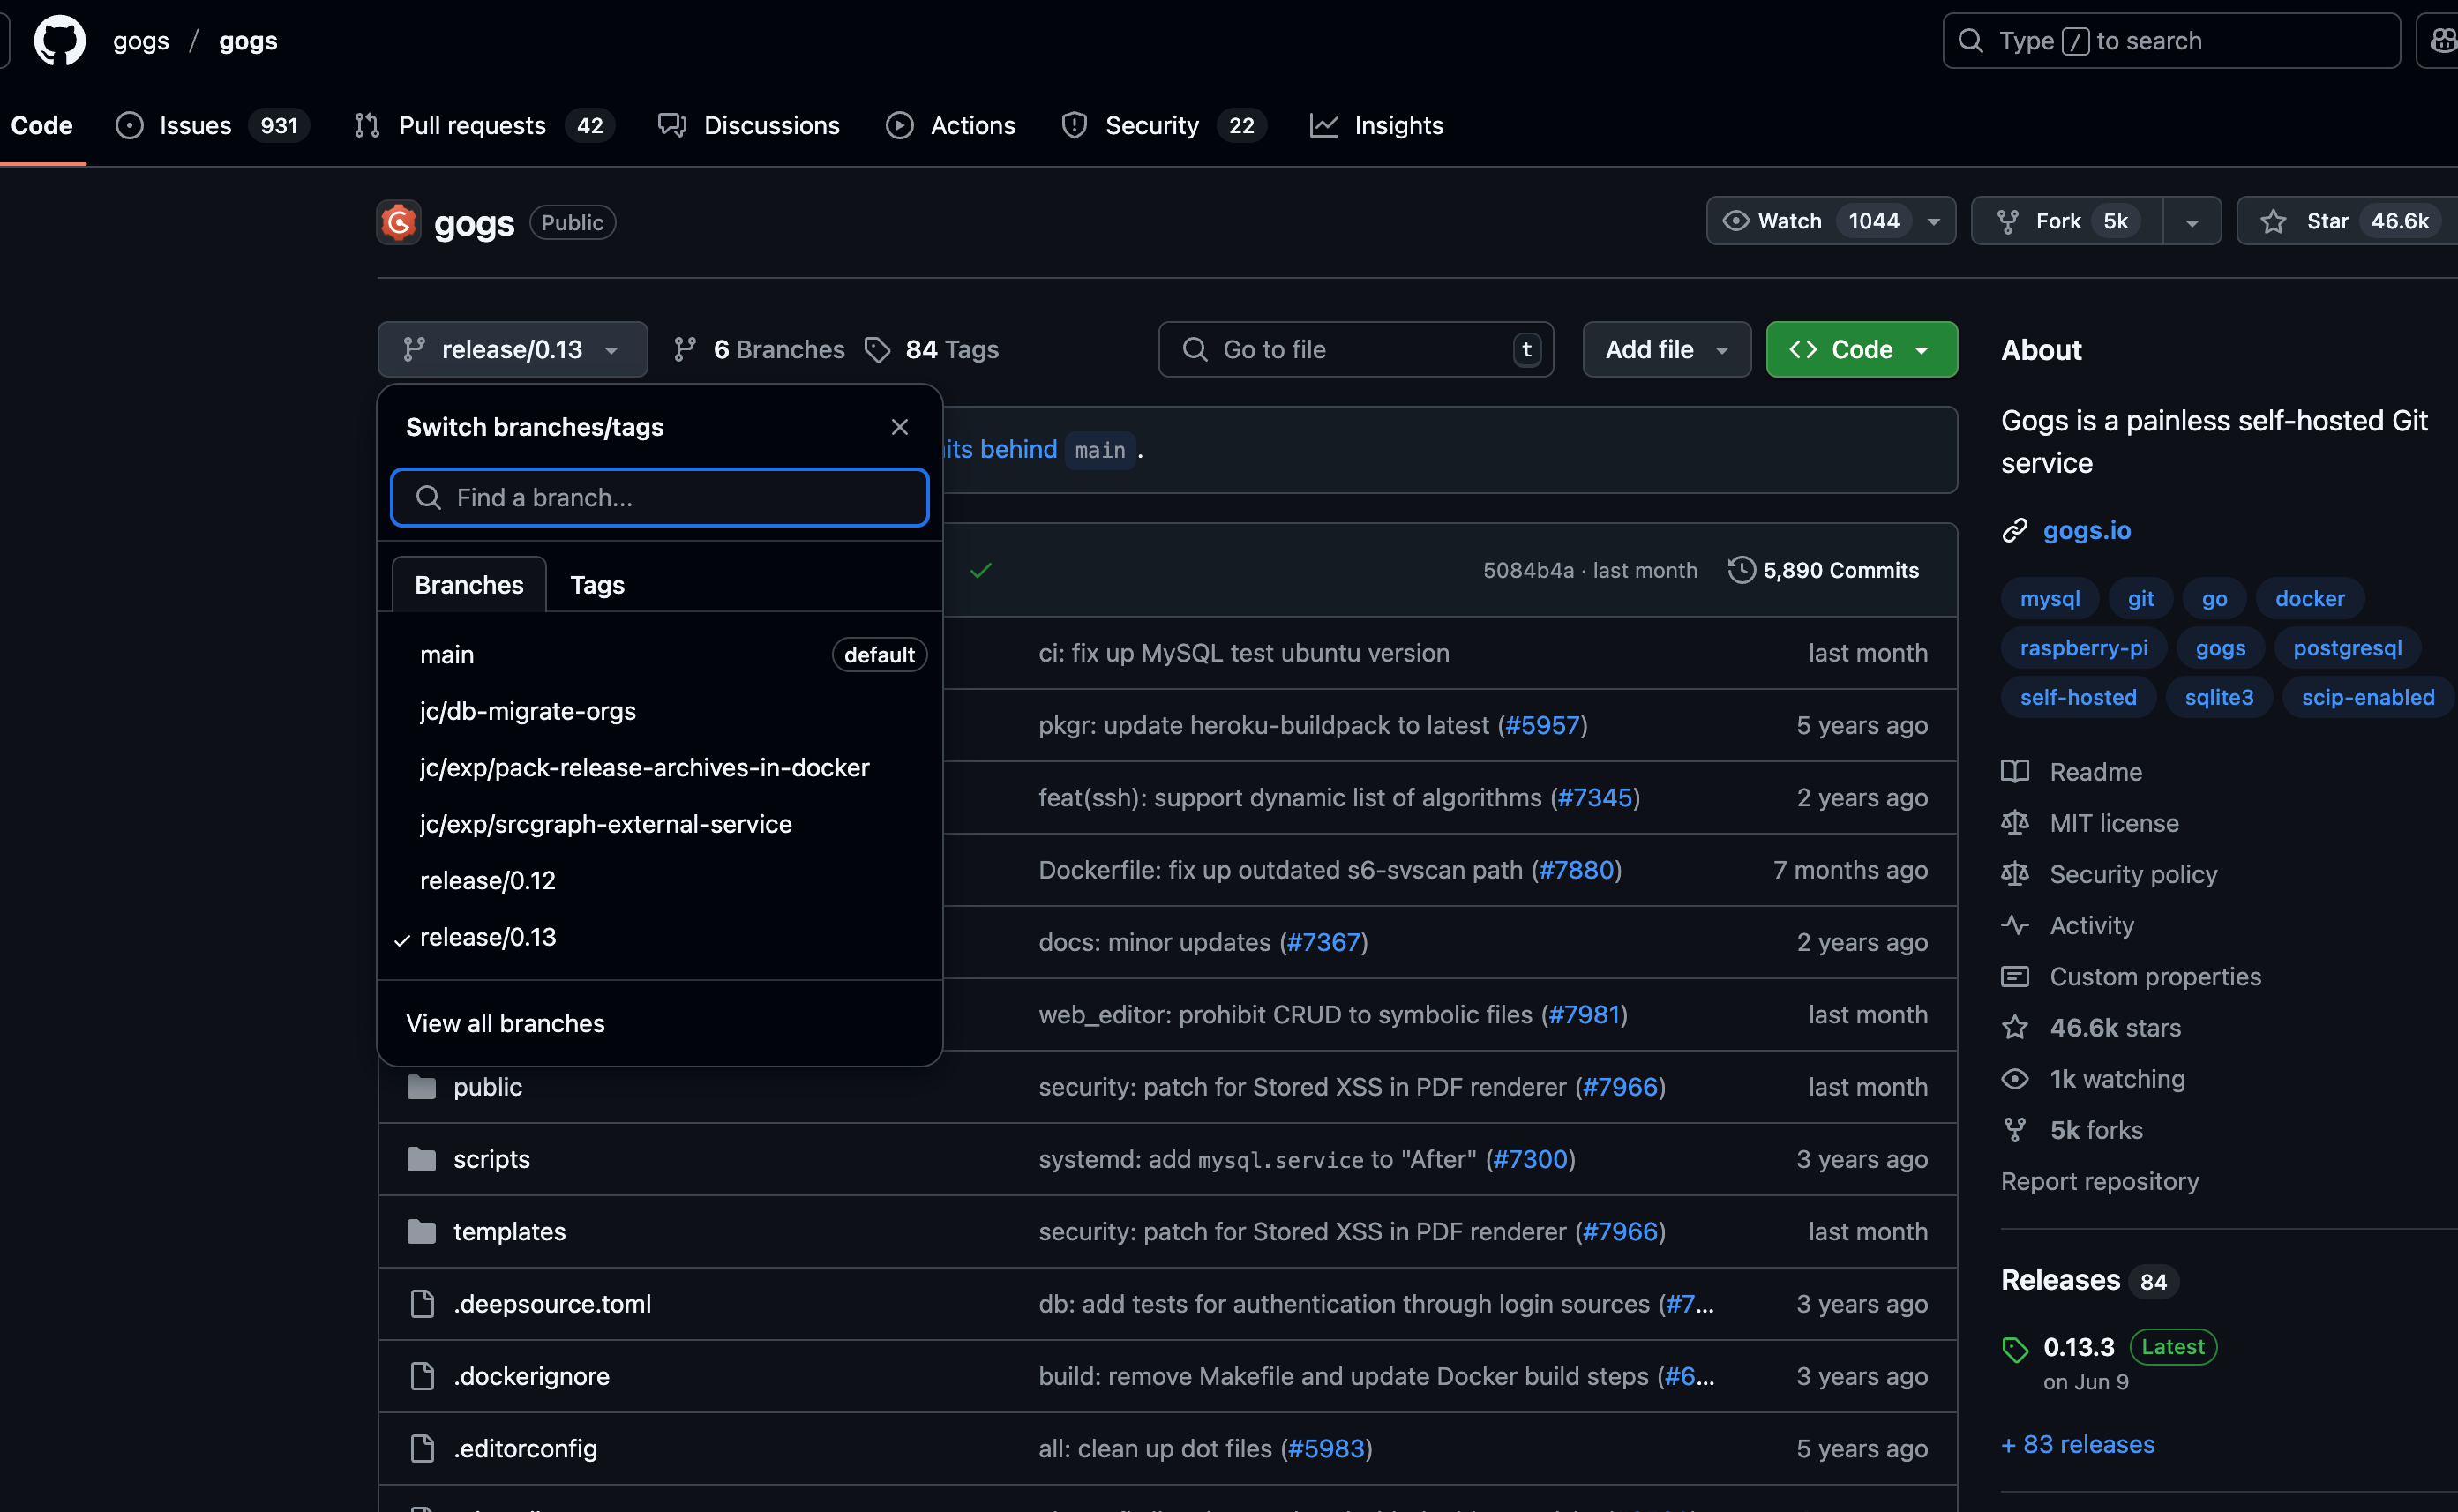 gogs / gogs
Type / to search
Code
Issues 931
Pull requests 42
Discussions
Actions
Security 22
Insights
gogs Public
Watch 1044
Fork 5k
Star 46.6k
release/0.13
6 Branches
84 Tags
Go to file t
Add file
Code
Switch branches/tags
Find a branch...
Branches
Tags
main default
jc/db-migrate-orgs
jc/exp/pack-release-archives-in-docker
jc/exp/srcgraph-external-service
release/0.12
release/0.13
View all branches
behind main .
5084b4a · last month
5,890 Commits
ci: fix up MySQL test ubuntu version last month
pkgr: update heroku-buildpack to latest (#5957) 5 years ago
feat(ssh): support dynamic list of algorithms (#7345) 2 years ago
Dockerfile: fix up outdated s6-svscan path (#7880) 7 months ago
docs: minor updates (#7367) 2 years ago
web_editor: prohibit CRUD to symbolic files (#7981) last month
public security: patch for Stored XSS in PDF renderer (#7966) last month
scripts systemd: add mysql.service to "After" (#7300) 3 years ago
templates security: patch for Stored XSS in PDF renderer (#7966) last month
.deepsource.toml db: add tests for authentication through login sources (#7... 3 years ago
.dockerignore build: remove Makefile and update Docker build steps (#6... 3 years ago
.editorconfig all: clean up dot files (#5983) 5 years ago
About
Gogs is a painless self-hosted Git
service
gogs.io
mysql git go docker
raspberry-pi gogs postgresql
self-hosted sqlite3 scip-enabled
Readme
MIT license
Security policy
Activity
Custom properties
46.6k stars
1k watching
5k forks
Report repository
Releases 84
0.13.3 Latest
on Jun 9
+ 83 releases